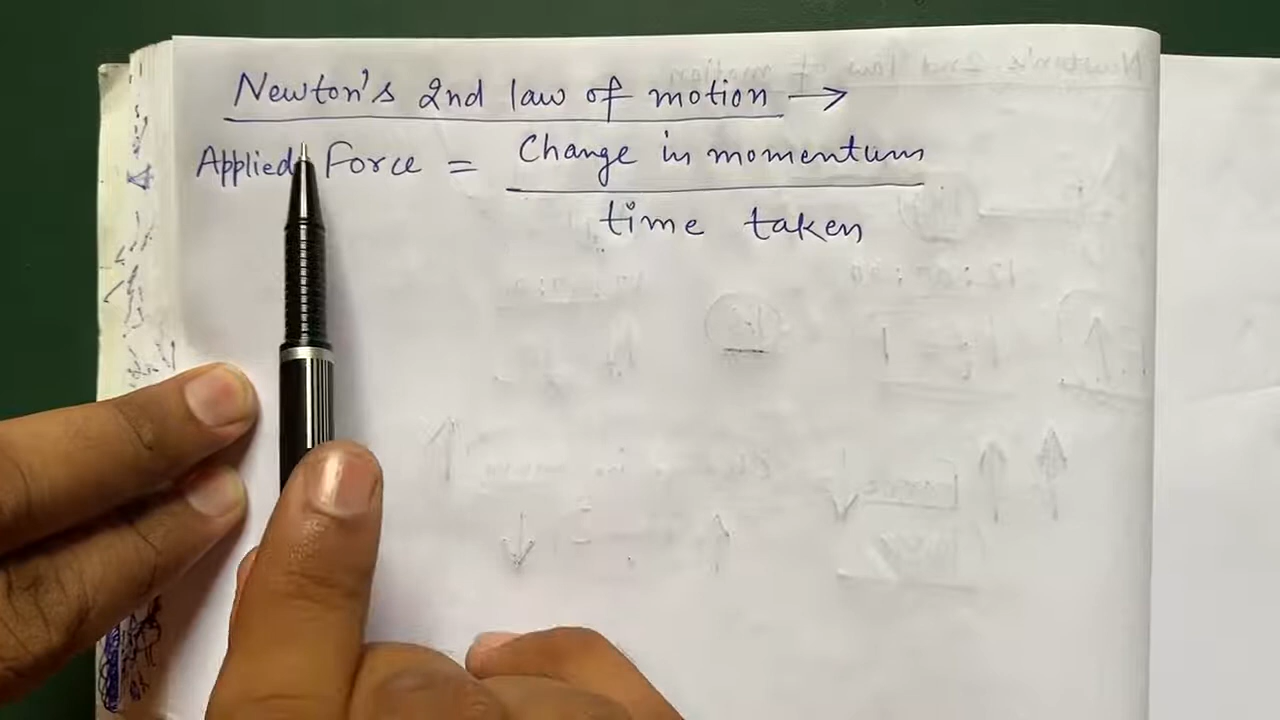 Newton's 2nd law of motion →
Applied Force = Change in momentum
time taken